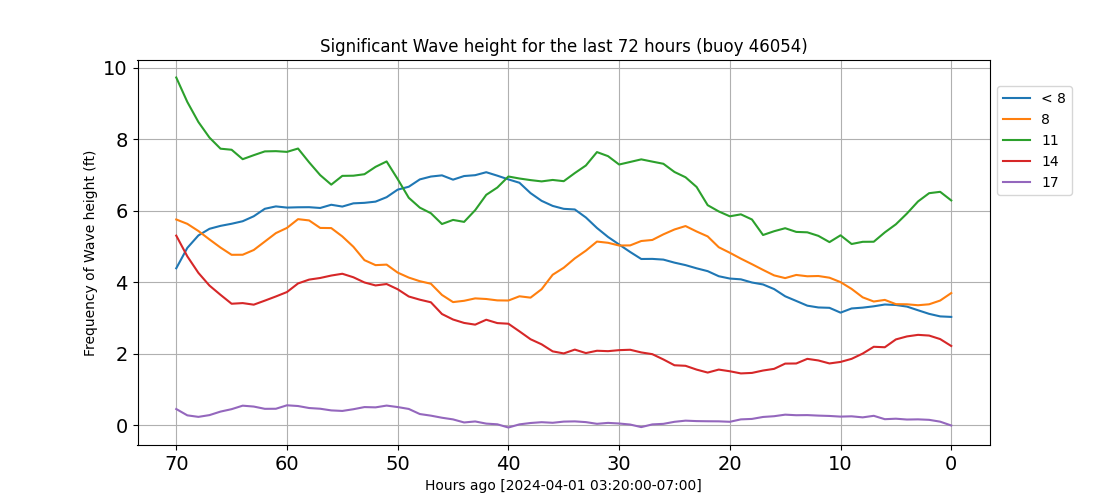 Significant Wave height for the last 72 hours (buoy 46054)
Frequency of Wave height (ft)
10
8
6
4
2
0
70 60 50 40 30 20 10 0
Hours ago [2024-04-01 03:20:00-07:00]
< 8
8
11
14
17